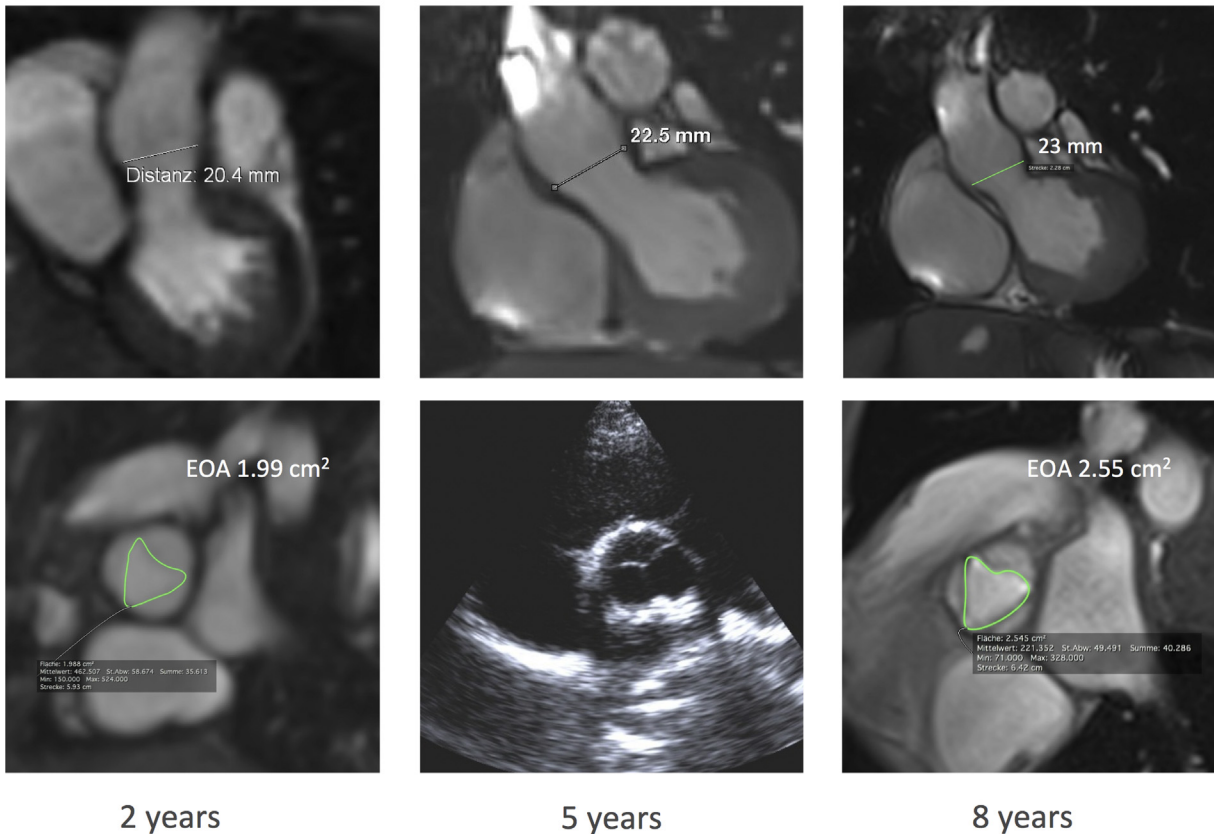 Distanz: 20.4 mm
22.5 mm
23 mm
Strecke: 2.28 cm
EOA 1.99 cm²
Fläche: 1.988 cm²
Mittelwert: 462.507 St.Abw: 58.674 Summe: 35.613
Min: 150.000 Max: 524.000
Strecke: 5.93 cm
EOA 2.55 cm²
Fläche: 2.545 cm²
Mittelwert: 221.352 St.Abw: 49.491 Summe: 40.286
Min: 71.000 Max: 328.000
Strecke: 6.42 cm
2 years
5 years
8 years